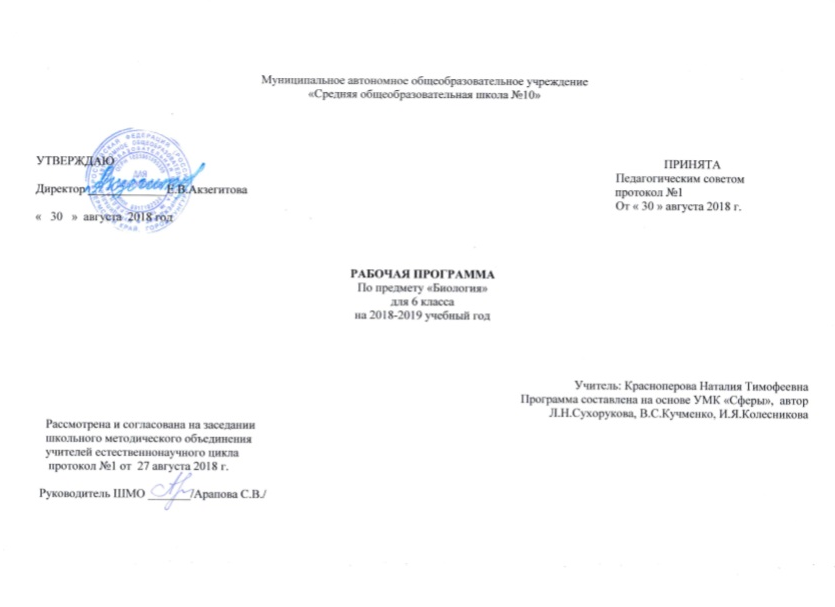 Муниципальное автономное общеобразовательное учреждение
«Средняя общеобразовательная школа №10»
УТВЕРЖДАЮ
Директор Е.В.Акзегитова
« 30 » августа 2018 год
ПРИНЯТА
Педагогическим советом
протокол №1
От « 30 » августа 2018 г.
РАБОЧАЯ ПРОГРАММА
По предмету «Биология»
для 6 класса
на 2018-2019 учебный год
Учитель: Красноперова Наталия Тимофеевна
Программа составлена на основе УМК «Сферы», автор
Л.Н.Сухорукова, В.С.Кучменко, И.Я.Колесникова
Рассмотрена и согласована на заседании
школьного методического объединения
учителей естественнонаучного цикла
протокол №1 от 27 августа 2018 г.
Руководитель ШМО _______/Арапова С.В./